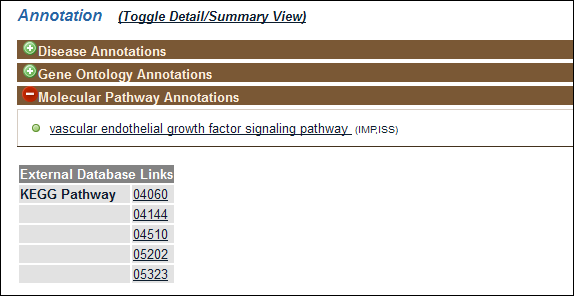 Annotation (Toggle Detail/Summary View)
Disease Annotations
Gene Ontology Annotations
Molecular Pathway Annotations
vascular endothelial growth factor signaling pathway (IMP,ISS)
External Database Links
KEGG Pathway 04060
04144
04510
05202
05323